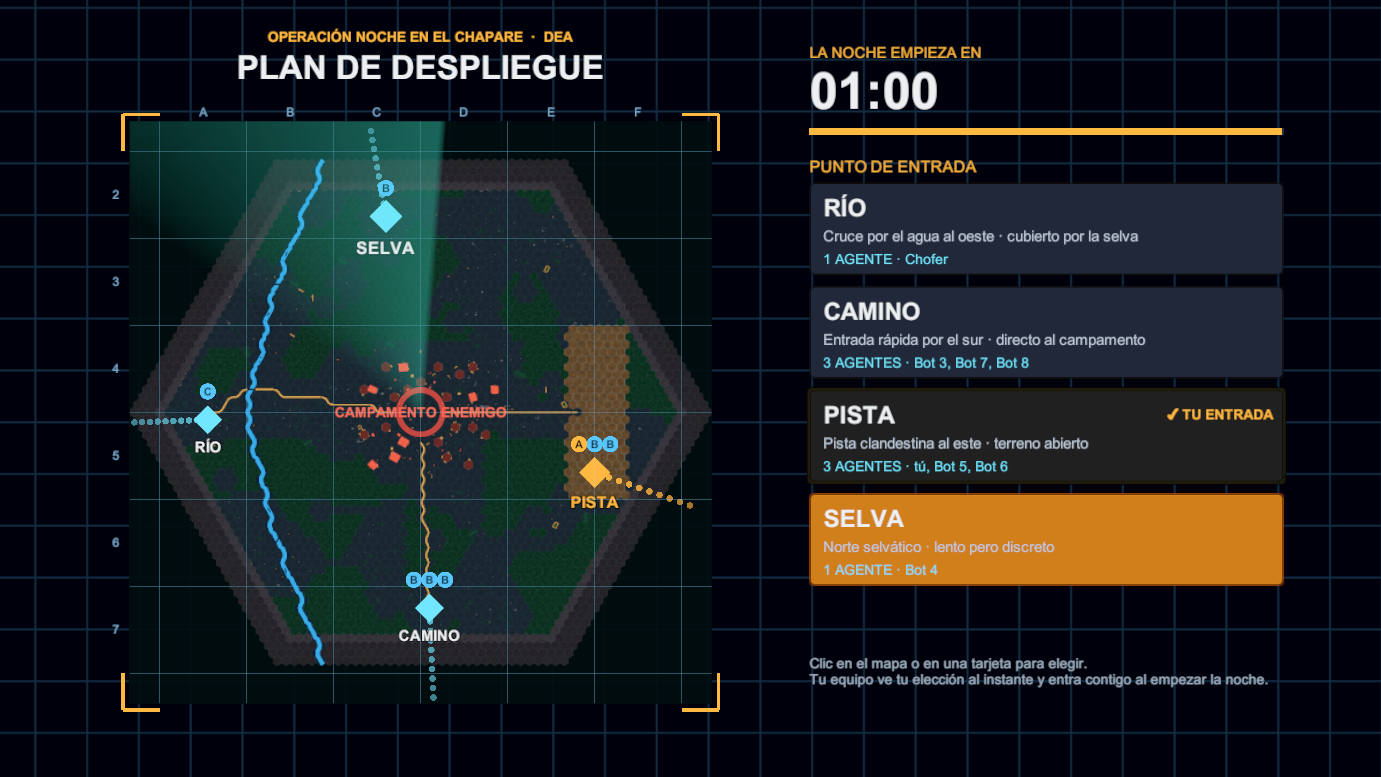 OPERACIÓN NOCHE EN EL CHAPARE · DEA
PLAN DE DESPLIEGUE
A B C D E F
2
3
4
5
6
7
B
SELVA
C
RÍO
CAMPAMENTO ENEMIGO
A B B
PISTA
B B B
CAMINO
LA NOCHE EMPIEZA EN
01:00
PUNTO DE ENTRADA
RÍO
Cruce por el agua al oeste · cubierto por la selva
1 AGENTE · Chofer
CAMINO
Entrada rápida por el sur · directo al campamento
3 AGENTES · Bot 3, Bot 7, Bot 8
PISTA
✓ TU ENTRADA
Pista clandestina al este · terreno abierto
3 AGENTES · tú, Bot 5, Bot 6
SELVA
Norte selvático · lento pero discreto
1 AGENTE · Bot 4
Clic en el mapa o en una tarjeta para elegir.
Tu equipo ve tu elección al instante y entra contigo al empezar la noche.